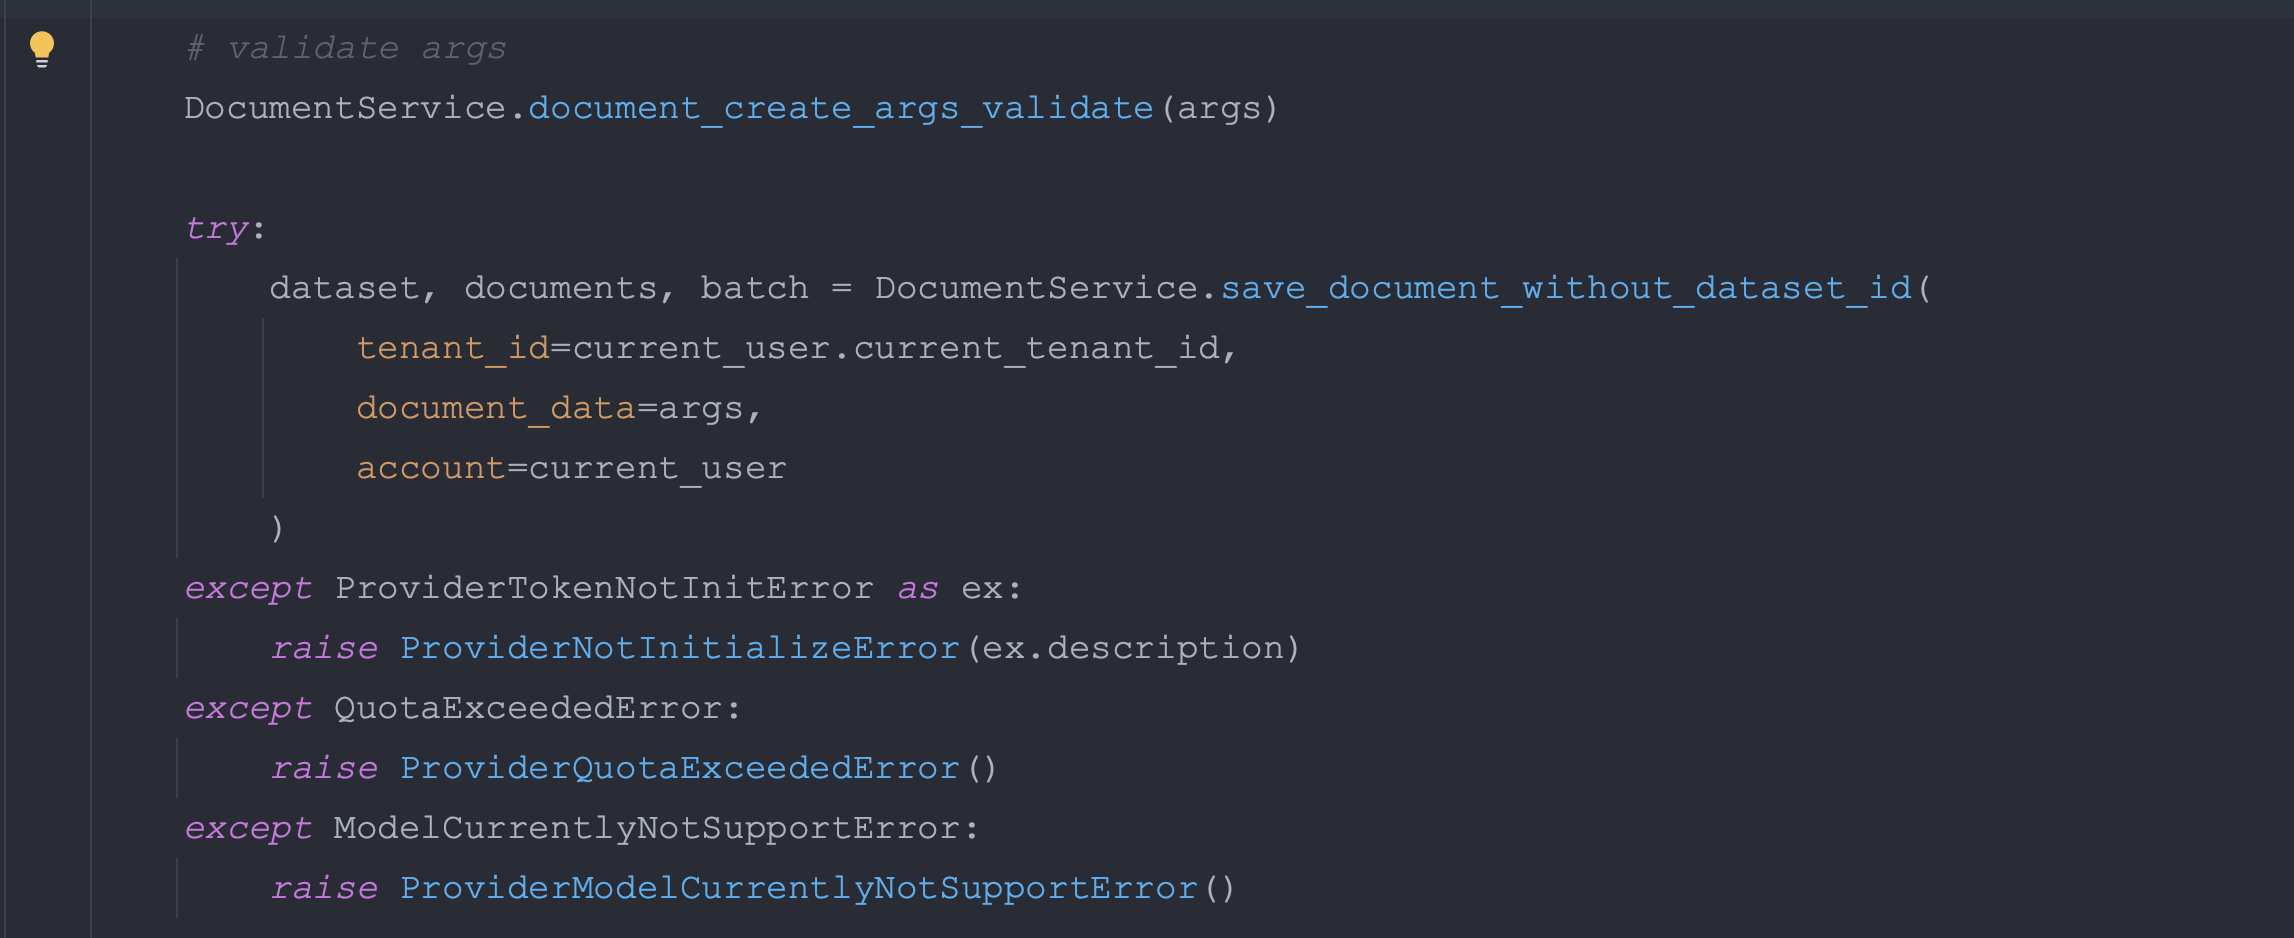 # validate args
DocumentService.document_create_args_validate(args)
try:
dataset, documents, batch = DocumentService.save_document_without_dataset_id(
tenant_id=current_user.current_tenant_id,
document_data=args,
account=current_user
)
except ProviderTokenNotInitError as ex:
raise ProviderNotInitializeError(ex.description)
except QuotaExceededError:
raise ProviderQuotaExceededError()
except ModelCurrentlyNotSupportError:
raise ProviderModelCurrentlyNotSupportError()